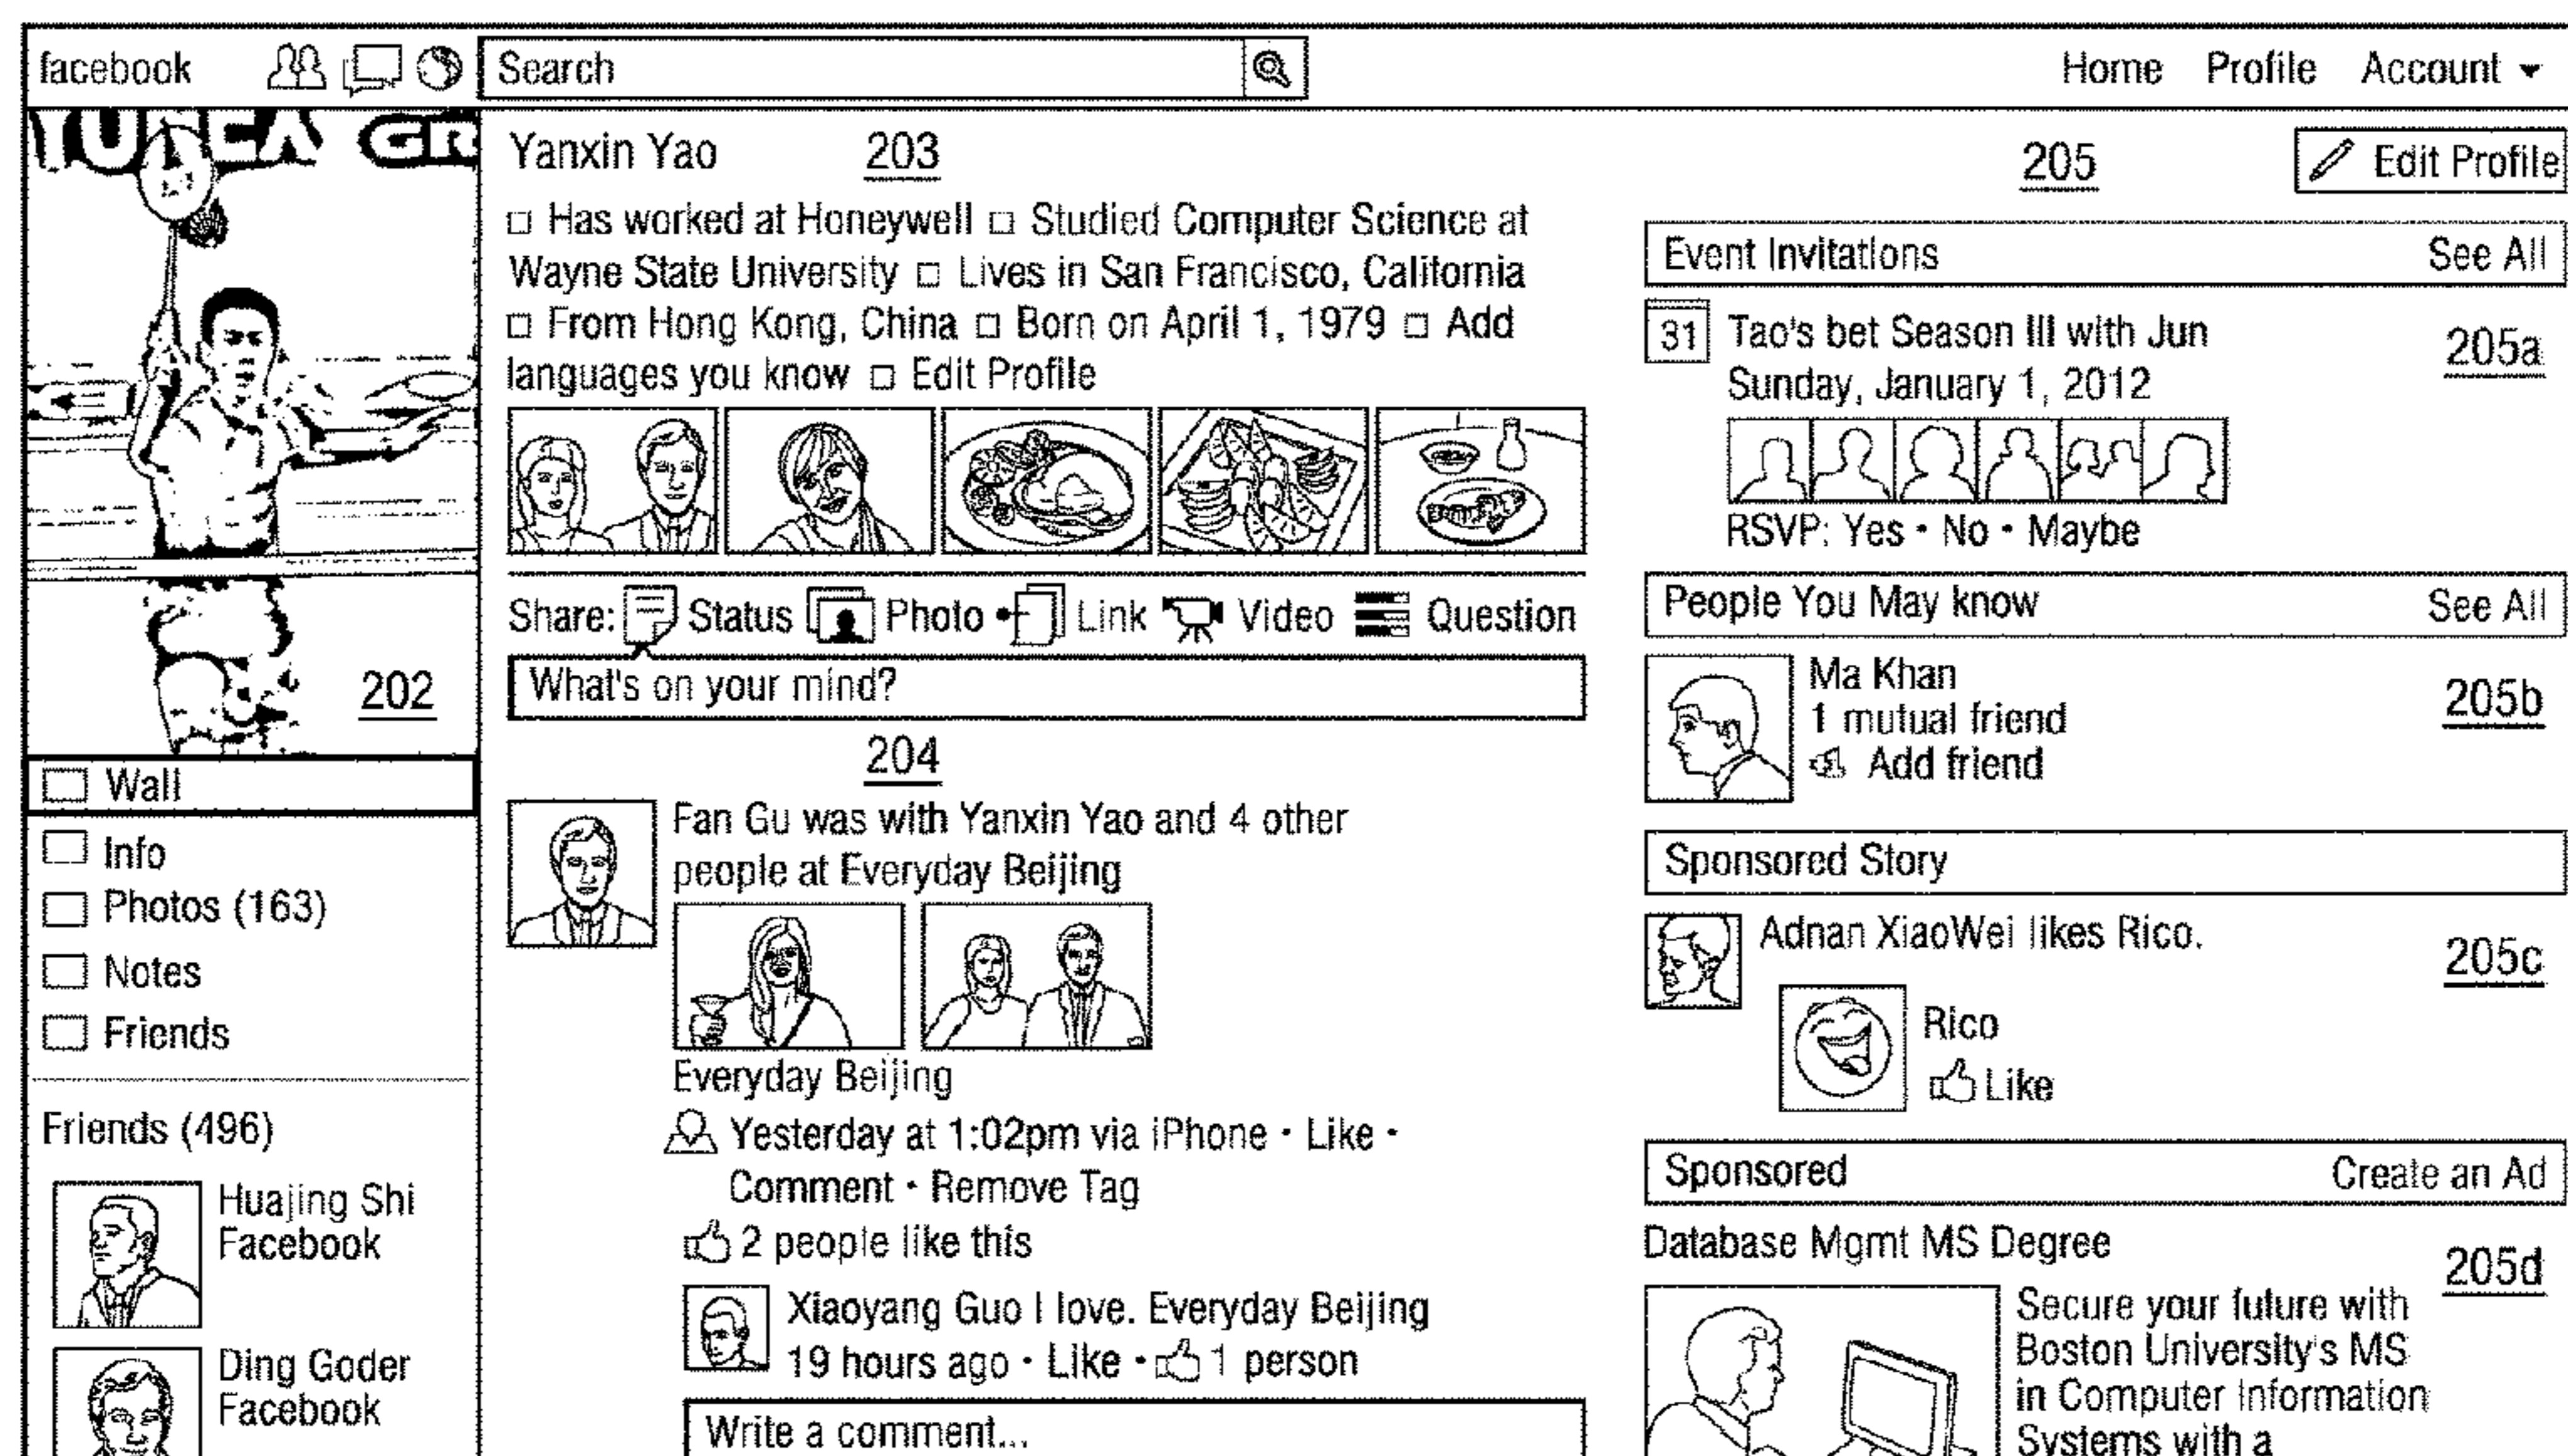 facebook
Search
Home Profile Account
Yanxin Yao 203
□ Has worked at Honeywell □ Studied Computer Science at
Wayne State University □ Lives in San Francisco, California
□ From Hong Kong, China □ Born on April 1, 1979 □ Add
languages you know □ Edit Profile
Share: Status Photo Link Video Question
What's on your mind?
204
Fan Gu was with Yanxin Yao and 4 other
people at Everyday Beijing
Everyday Beijing
Yesterday at 1:02pm via iPhone • Like •
Comment • Remove Tag
2 people like this
Xiaoyang Guo I love. Everyday Beijing
19 hours ago • Like • 1 person
Write a comment...
202
Wall
Info
Photos (163)
Notes
Friends
Friends (496)
Huajing Shi
Facebook
Ding Goder
Facebook
205
Edit Profile
Event Invitations See All
31
Tao's bet Season III with Jun
Sunday, January 1, 2012
205a
RSVP: Yes • No • Maybe
People You May know See All
Ma Khan
1 mutual friend
Add friend
205b
Sponsored Story
Adnan XiaoWei likes Rico.
205c
Rico
Like
Sponsored Create an Ad
Database Mgmt MS Degree
205d
Secure your future with
Boston University's MS
in Computer Information
Systems with a